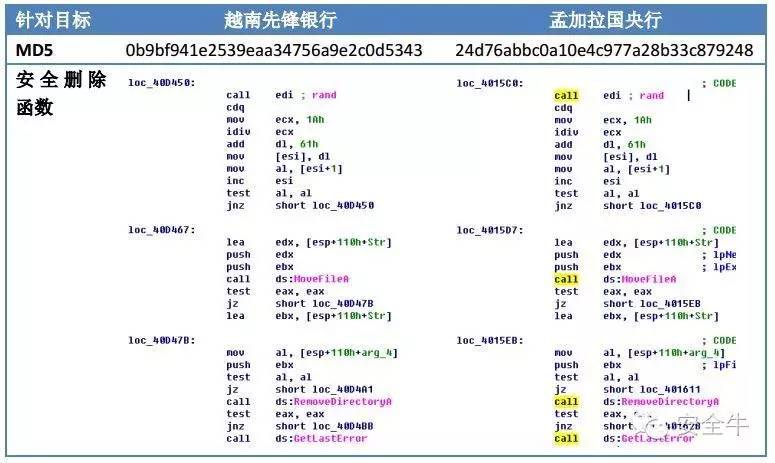 针对目标 越南先锋银行 孟加拉国央行
MD5 0b9bf941e2539eaa34756a9e2c0d5343 24d76abbc0a10e4c977a28b33c879248
安全删除函数
loc_40D450: loc_4015C0: ; CODE
call edi ; rand call edi ; rand
cdq cdq
mov ecx, 1Ah mov ecx, 1Ah
idiv ecx idiv ecx
add dl, 61h add dl, 61h
mov [esi], dl mov [esi], dl
mov al, [esi+1] mov al, [esi+1]
inc esi inc esi
test al, al test al, al
jnz short loc_40D450 jnz short loc_4015C0
loc_40D467: loc_4015D7: ; CODE
lea edx, [esp+110h+Str] lea edx, [esp+110h+Str]
push edx push edx ; lpNe
push ebx push ebx ; lpEx
call ds:MoveFileA call ds:MoveFileA
test eax, eax test eax, eax
jz short loc_40D47B jz short loc_4015EB
lea ebx, [esp+110h+Str] lea ebx, [esp+110h+Str]
loc_40D47B: loc_4015EB: ; CODE
mov al, [esp+110h+arg_4] mov al, [esp+110h+arg_4]
push ebx push ebx ; lpFi
test al, al test al, al
jz short loc_40D4A1 jz short loc_401611
call ds:RemoveDirectoryA call ds:RemoveDirectoryA
test eax, eax test eax,
jnz short loc_40D4BB jnz short loc_40162B
call ds:GetLastError call ds:GetLastError
安全牛